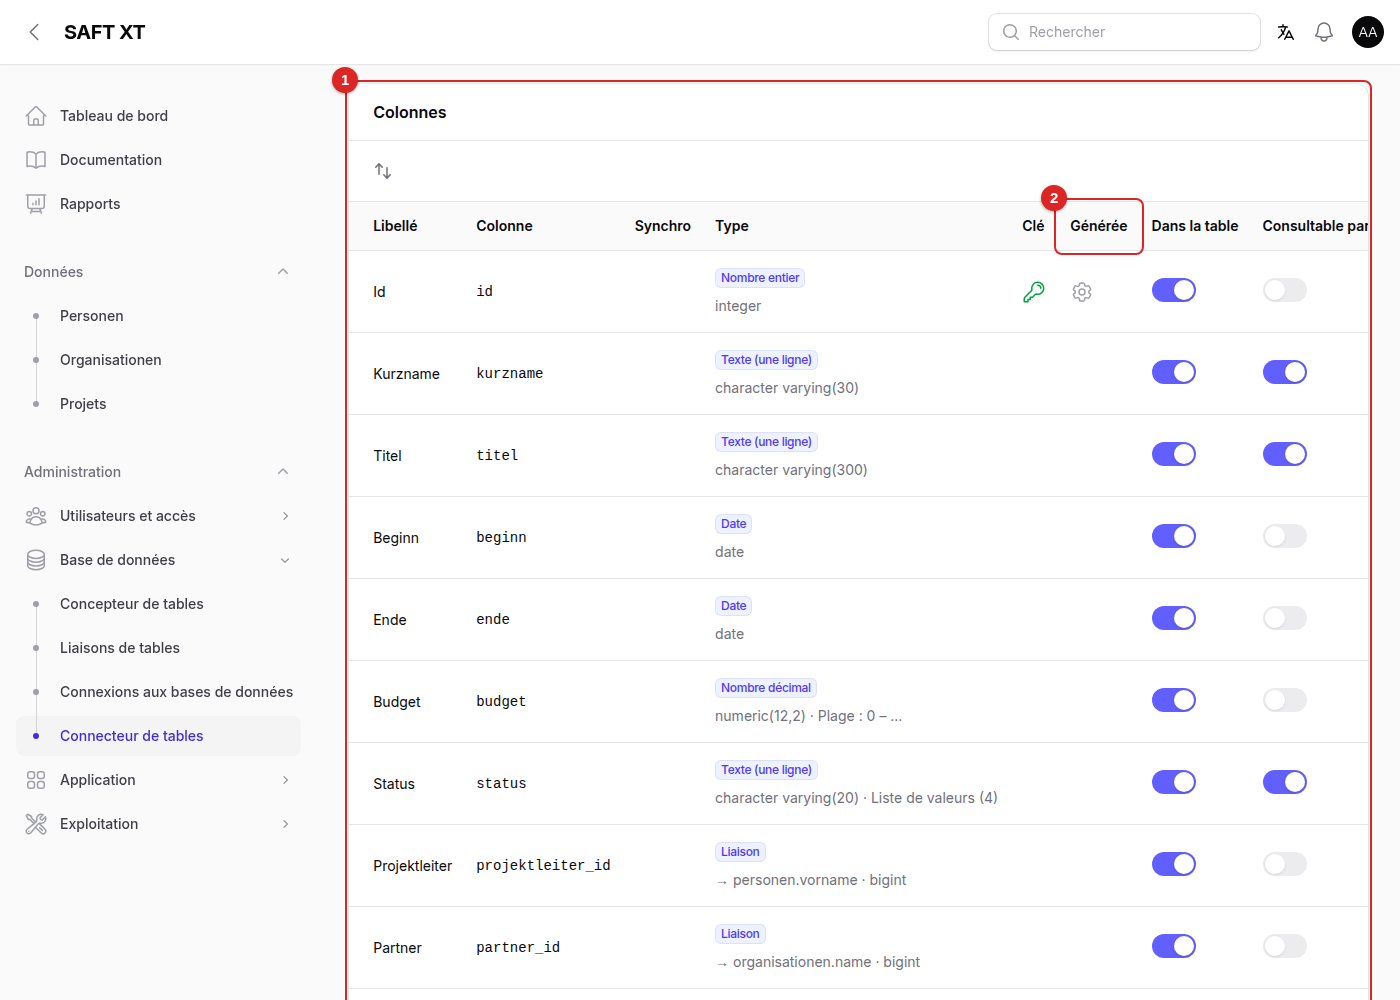 SAFT XT
Rechercher
AA
Tableau de bord
Documentation
Rapports
Données
Personen
Organisationen
Projets
Administration
Utilisateurs et accès
Base de données
Concepteur de tables
Liaisons de tables
Connexions aux bases de données
Connecteur de tables
Application
Exploitation
1
Colonnes
2
Libellé Colonne Synchro Type Clé Générée Dans la table Consultable par
Id id Nombre entier
integer
Kurzname kurzname Texte (une ligne)
character varying(30)
Titel titel Texte (une ligne)
character varying(300)
Beginn beginn Date
date
Ende ende Date
date
Budget budget Nombre décimal
numeric(12,2) · Plage : 0 – ...
Status status Texte (une ligne)
character varying(20) · Liste de valeurs (4)
Projektleiter projektleiter_id Liaison
→ personen.vorname · bigint
Partner partner_id Liaison
→ organisationen.name · bigint